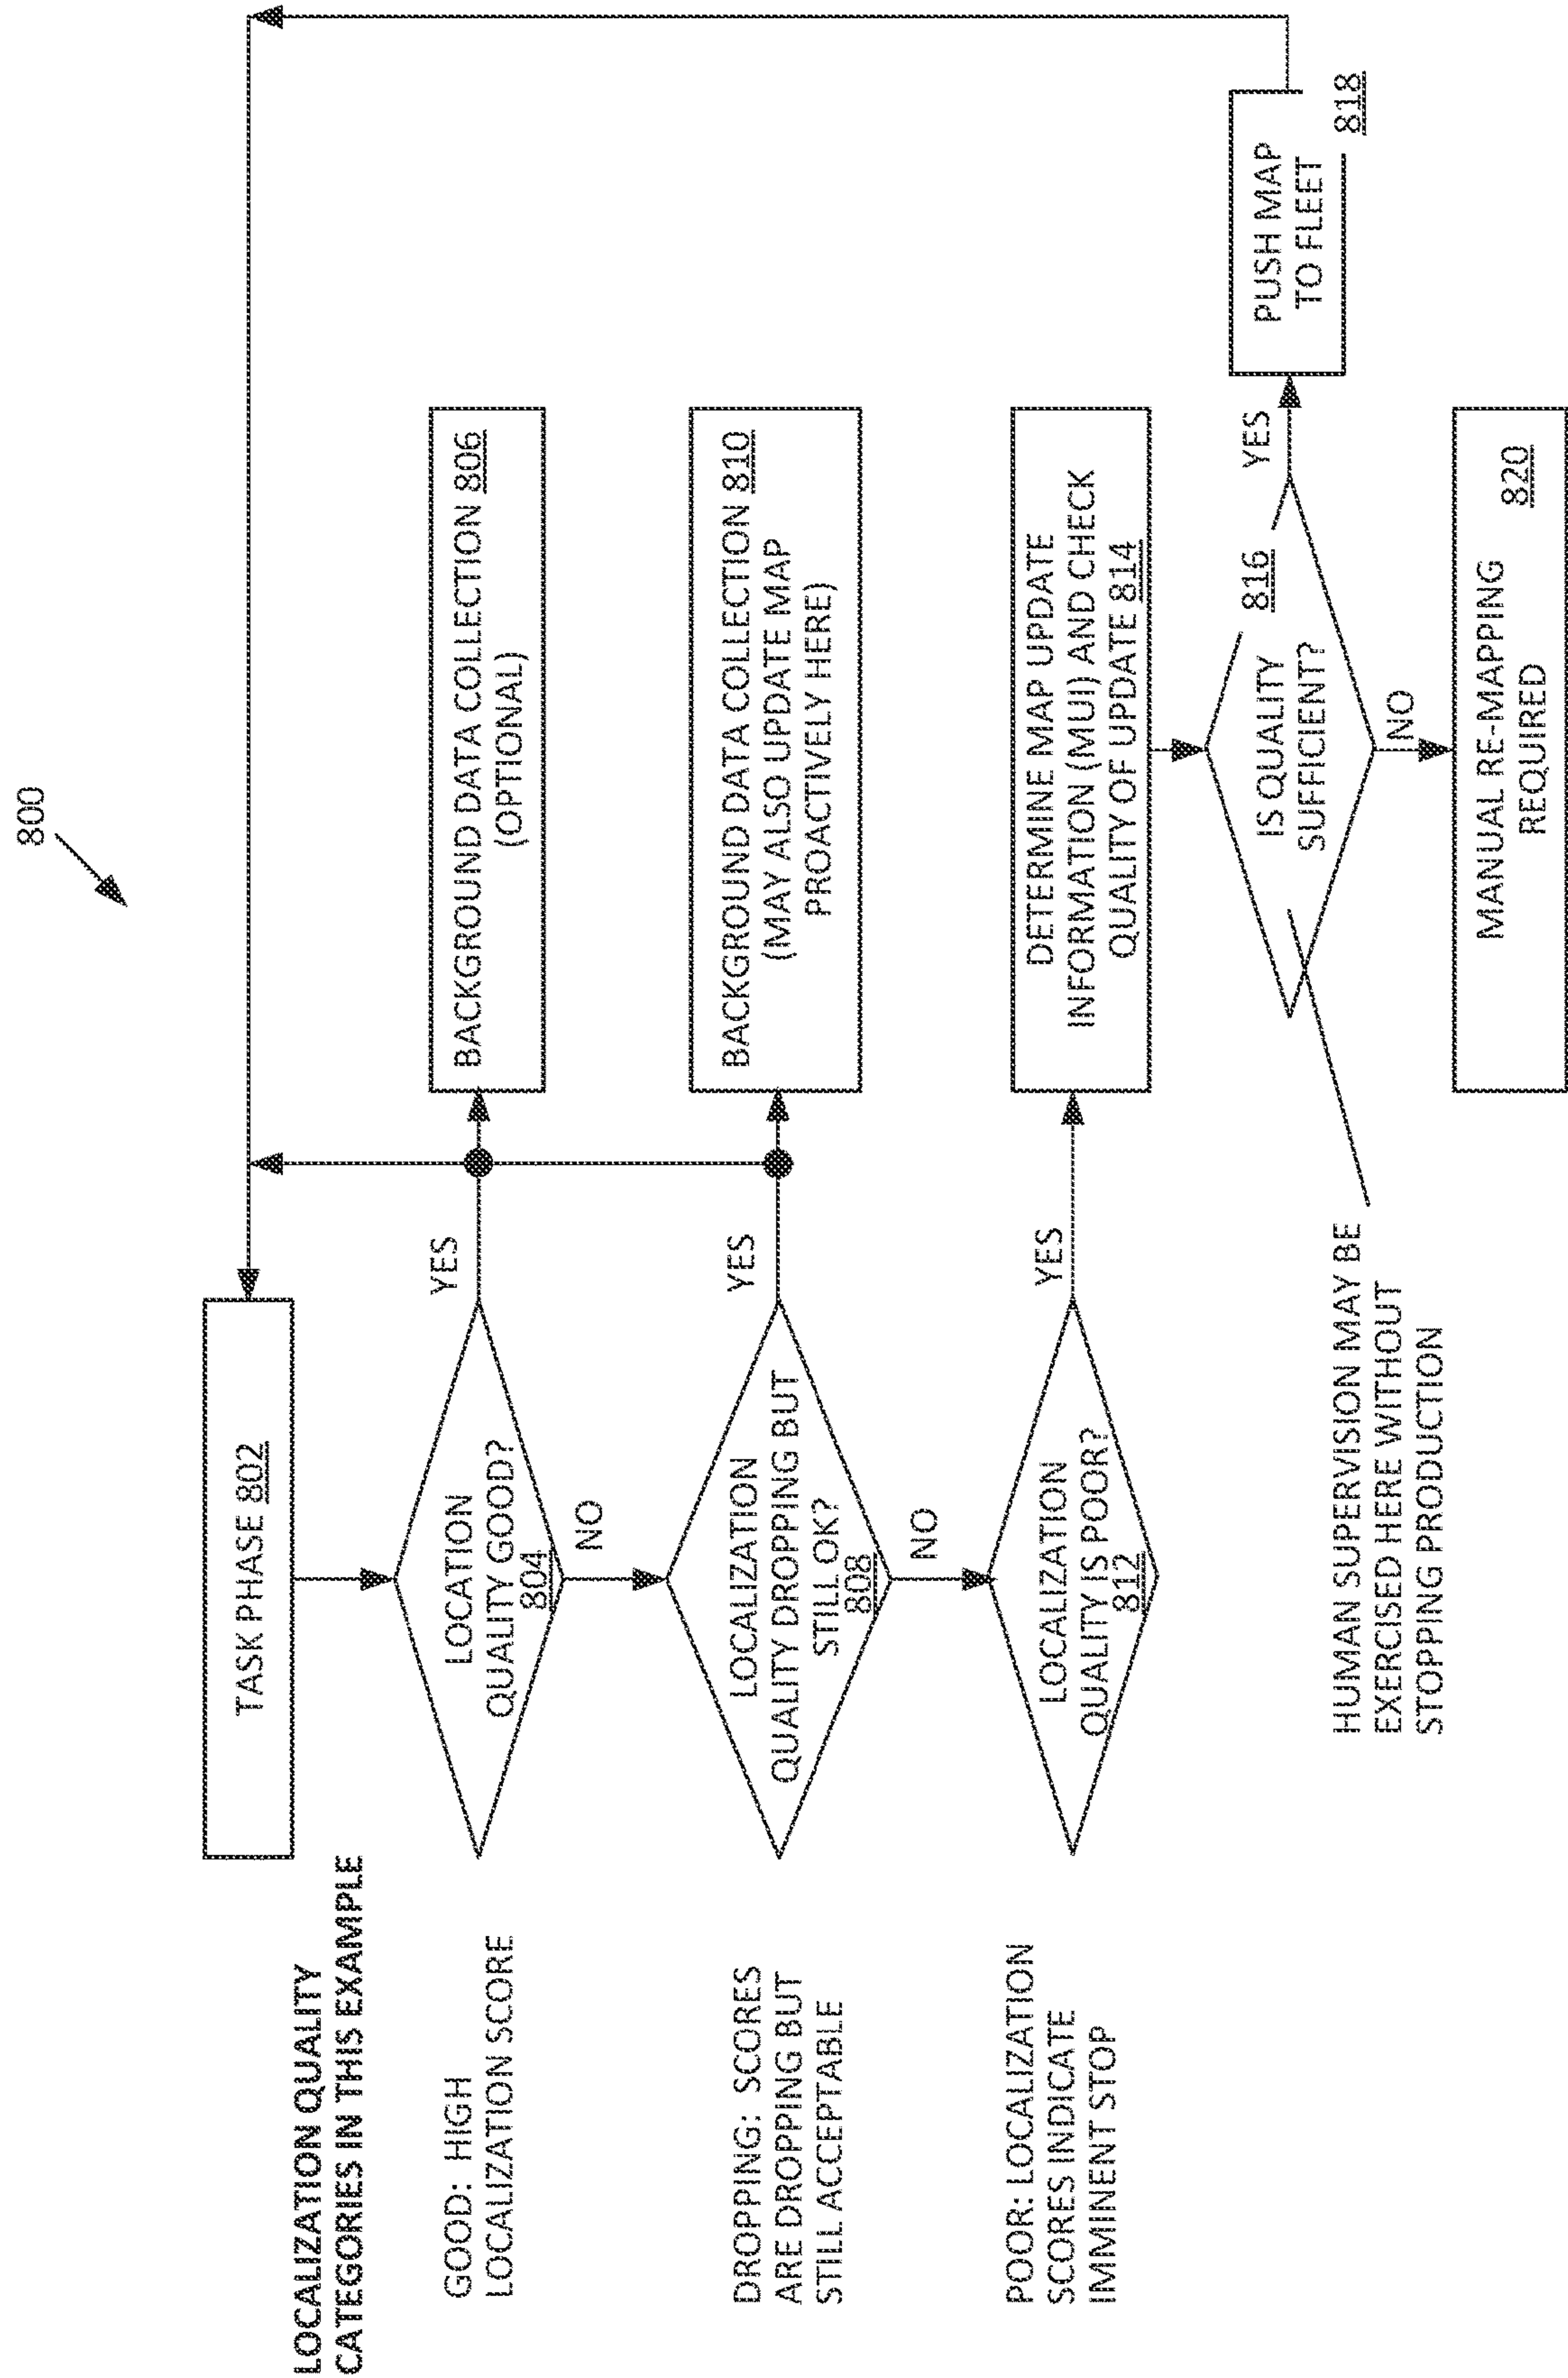 800
LOCALIZATION QUALITY
CATEGORIES IN THIS EXAMPLE
TASK PHASE 802
GOOD: HIGH
LOCALIZATION SCORE
LOCATION
QUALITY GOOD?
804
YES
BACKGROUND DATA COLLECTION 806
(OPTIONAL)
NO
DROPPING: SCORES
ARE DROPPING BUT
STILL ACCEPTABLE
LOCALIZATION
QUALITY DROPPING BUT
STILL OK?
808
YES
BACKGROUND DATA COLLECTION 810
(MAY ALSO UPDATE MAP
PROACTIVELY HERE)
NO
POOR: LOCALIZATION
SCORES INDICATE
IMMINENT STOP
LOCALIZATION
QUALITY IS POOR?
812
YES
DETERMINE MAP UPDATE
INFORMATION (MUI) AND CHECK
QUALITY OF UPDATE 814
816
IS QUALITY
SUFFICIENT?
YES
PUSH MAP
TO FLEET
818
NO
HUMAN SUPERVISION MAY BE
EXERCISED HERE WITHOUT
STOPPING PRODUCTION
MANUAL RE-MAPPING
REQUIRED
820